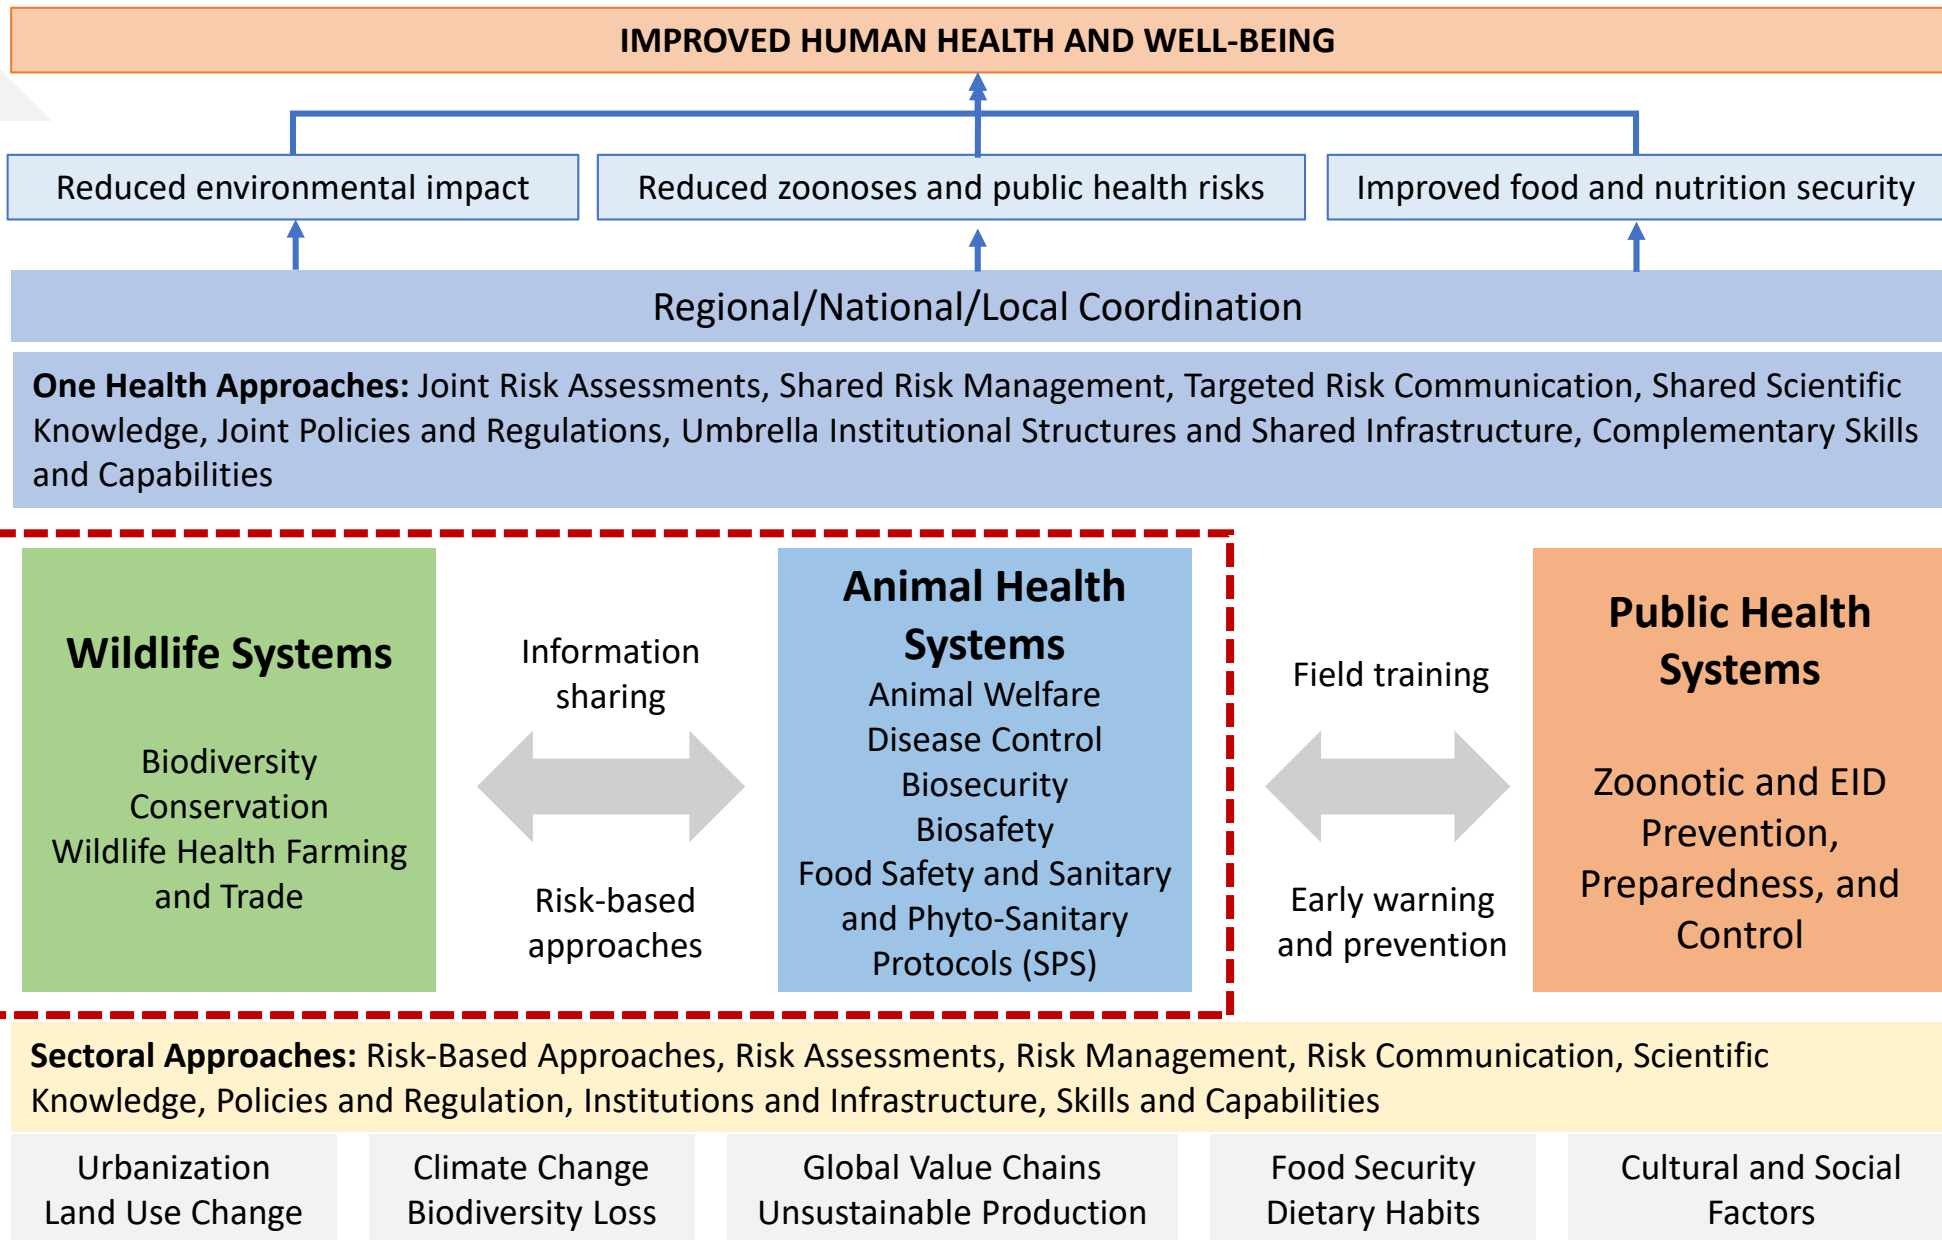 IMPROVED HUMAN HEALTH AND WELL-BEING
Reduced environmental impact
Reduced zoonoses and public health risks
Improved food and nutrition security
Regional/National/Local Coordination
One Health Approaches: Joint Risk Assessments, Shared Risk Management, Targeted Risk Communication, Shared Scientific
Knowledge, Joint Policies and Regulations, Umbrella Institutional Structures and Shared Infrastructure, Complementary Skills
and Capabilities
Wildlife Systems
Biodiversity
Conservation
Wildlife Health Farming
and Trade
Information
sharing
Risk-based
approaches
Animal Health
Systems
Animal Welfare
Disease Control
Biosecurity
Biosafety
Food Safety and Sanitary
and Phyto-Sanitary
Protocols (SPS)
Field training
Early warning
and prevention
Public Health
Systems
Zoonotic and EID
Prevention,
Preparedness, and
Control
Sectoral Approaches: Risk-Based Approaches, Risk Assessments, Risk Management, Risk Communication, Scientific
Knowledge, Policies and Regulation, Institutions and Infrastructure, Skills and Capabilities
Urbanization
Land Use Change
Climate Change
Biodiversity Loss
Global Value Chains
Unsustainable Production
Food Security
Dietary Habits
Cultural and Social
Factors